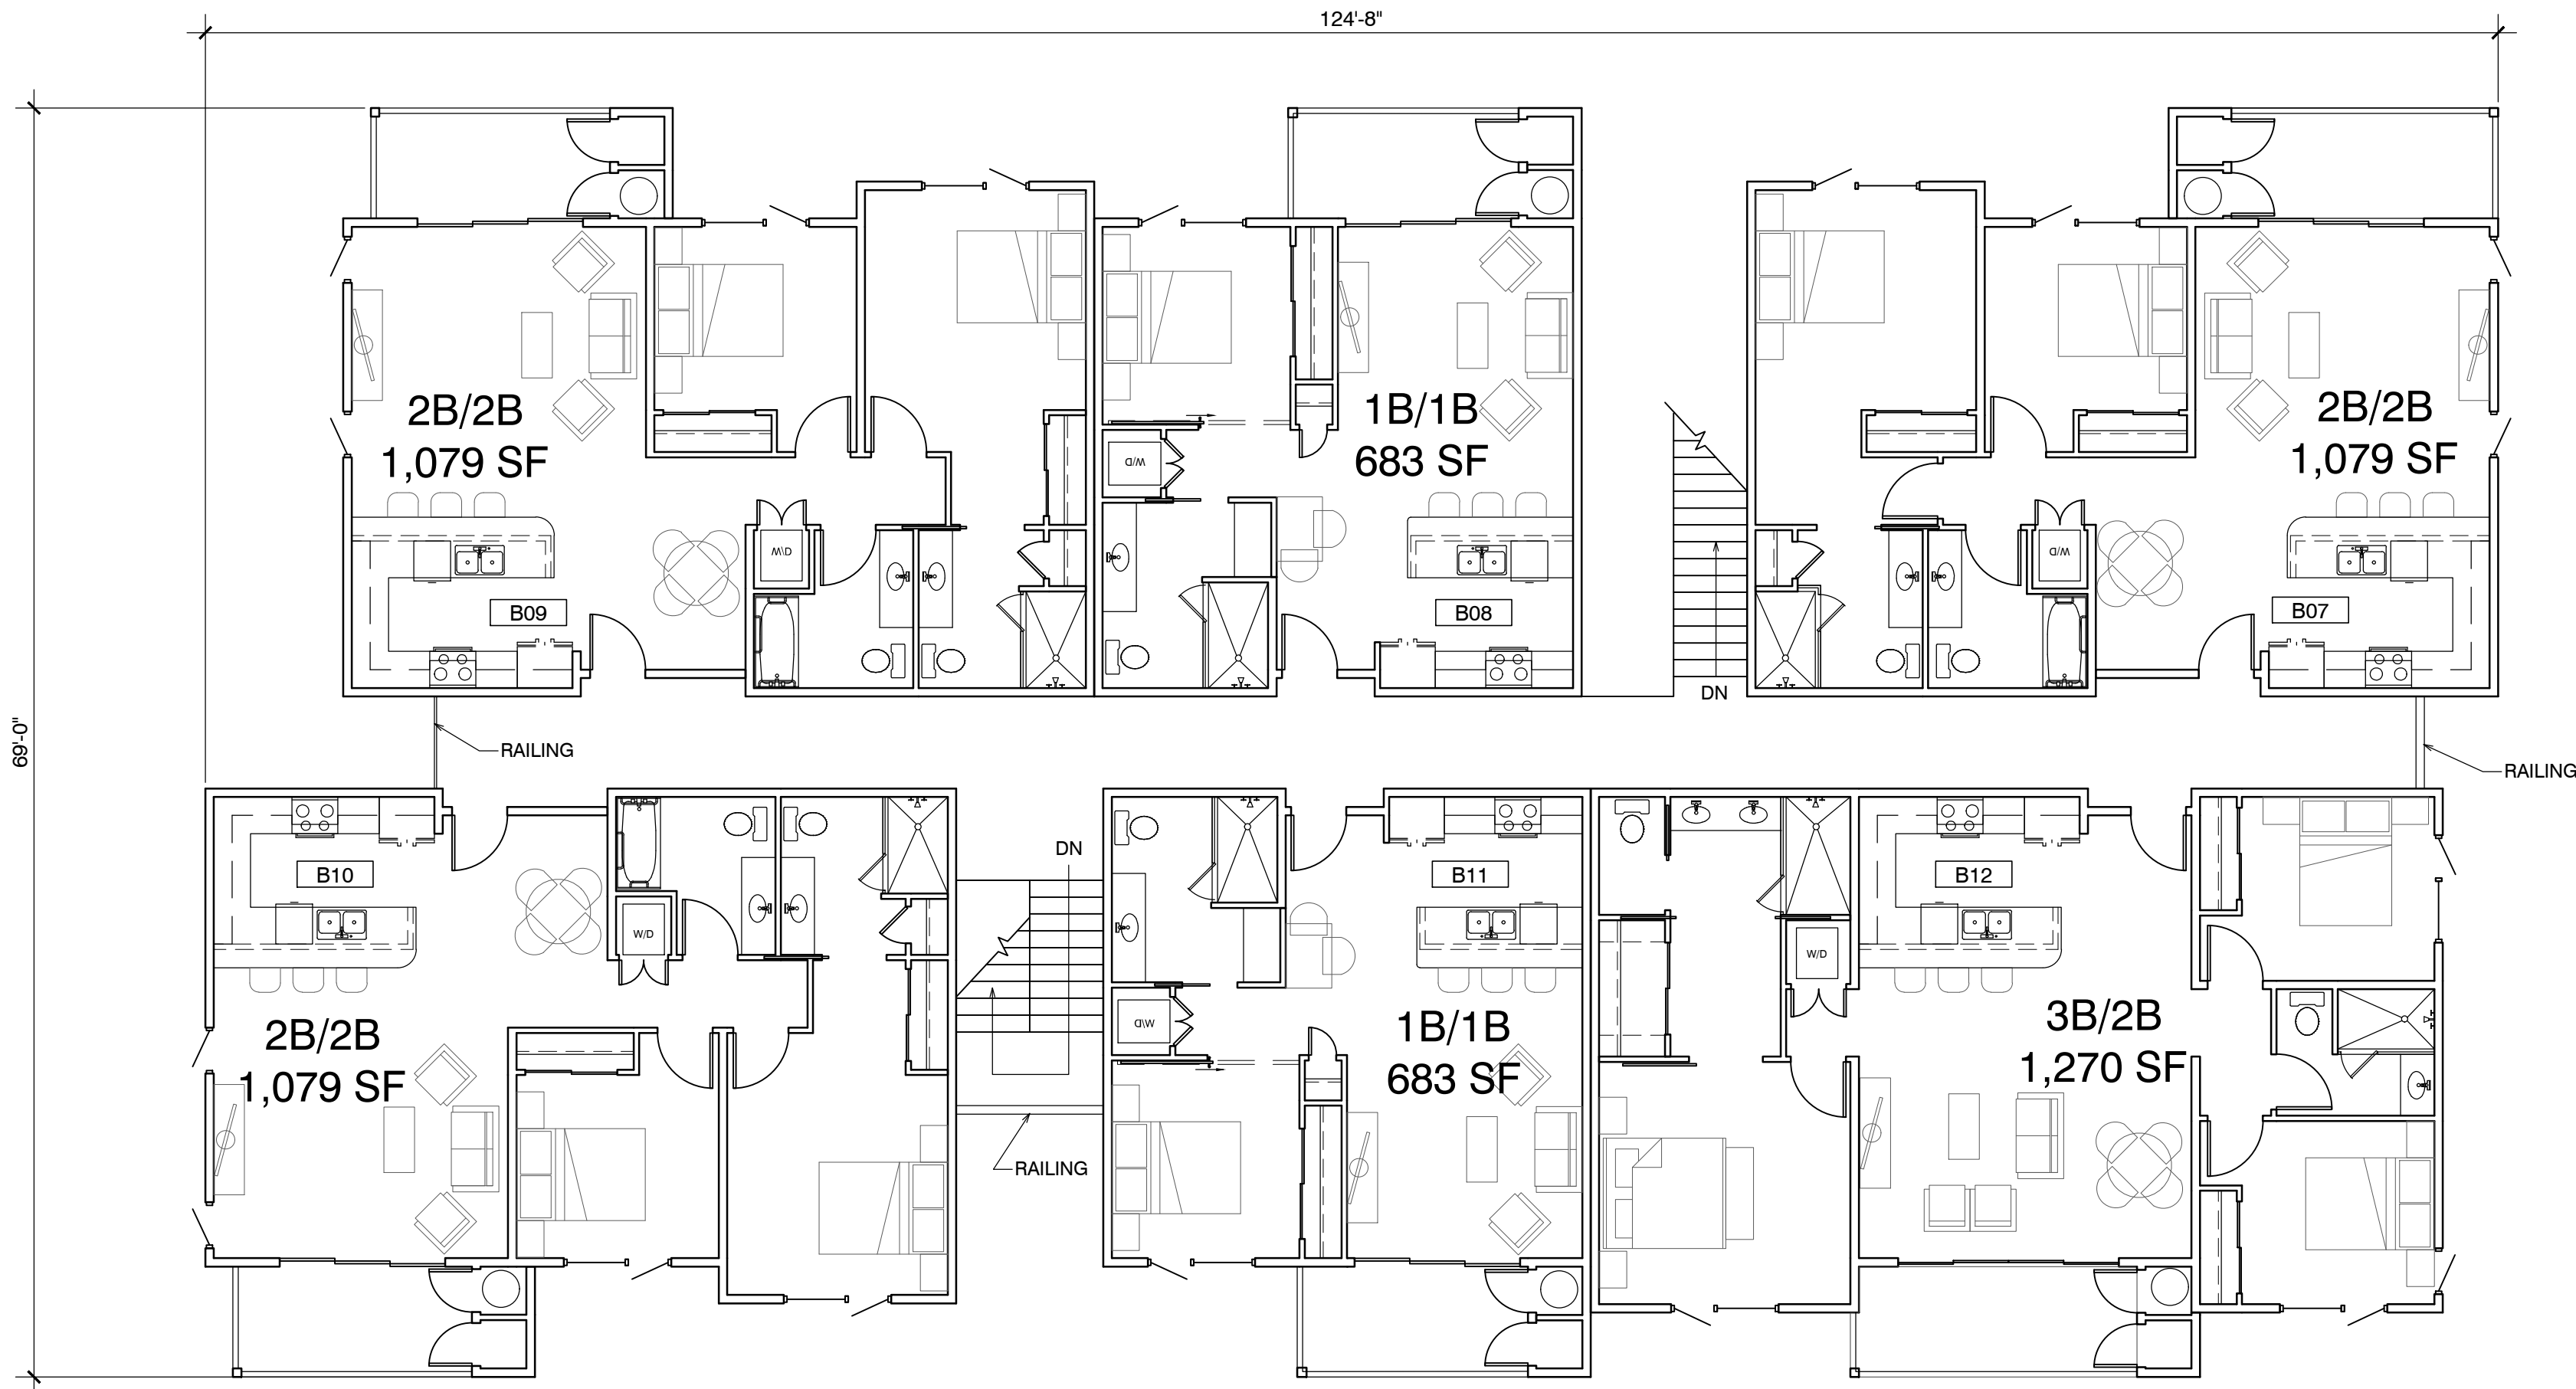 124'-8"
69'-0"
2B/2B
1,079 SF
1B/1B
683 SF
2B/2B
1,079 SF
W/D
W/D
W/D
B09
B08
B07
DN
RAILING
RAILING
B10
DN
B11
B12
W/D
W/D
W/D
2B/2B
1,079 SF
1B/1B
683 SF
3B/2B
1,270 SF
RAILING